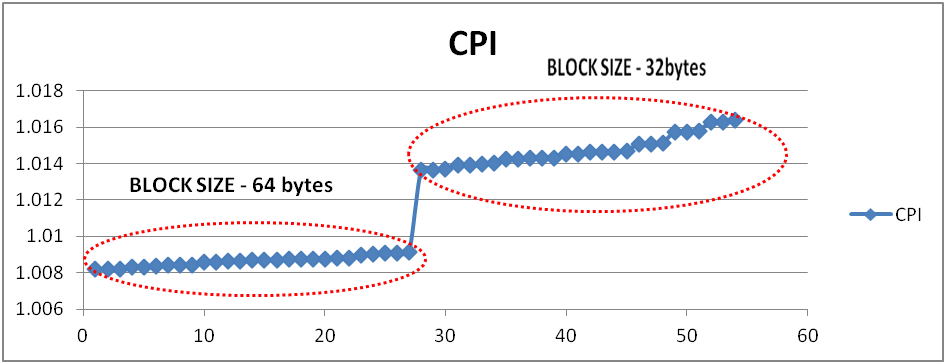 CPI
BLOCK SIZE - 32bytes
1.018
1.016
1.014
BLOCK SIZE - 64 bytes
1.012
CPI
1.01
1.008
1.006
0 10 20 30 40 50 60